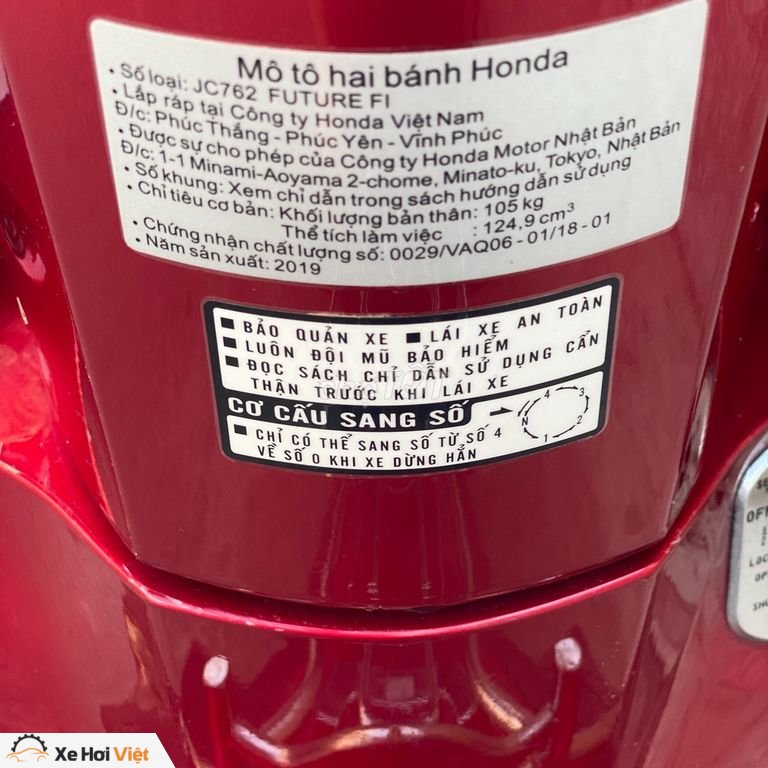 Mô tô hai bánh Honda
• Số loại: JC762 FUTURE FI
• Lắp ráp tại Công ty Honda Việt Nam
Đ/c: Phúc Thắng - Phúc Yên - Vĩnh Phúc
• Được sự cho phép của Công ty Honda Motor Nhật Bản
Đ/c: 1-1 Minami-Aoyama 2-chome, Minato-ku, Tokyo, Nhật Bản
• Số khung: Xem chỉ dẫn trong sách hướng dẫn sử dụng
• Chỉ tiêu cơ bản: Khối lượng bản thân: 105 kg
Thể tích làm việc : 124,9 cm³
• Chứng nhận chất lượng số: 0029/VAQ06 - 01/18 - 01
• Năm sản xuất: 2019
■ BẢO QUẢN XE ■ LÁI XE AN TOÀN
■ LUÔN ĐỘI MŨ BẢO HIỂM
■ ĐỌC SÁCH CHỈ DẪN SỬ DỤNG CẨN
THẬN TRƯỚC KHI LÁI XE
CƠ CẤU SANG SỐ
N 1 2 3 4
■ CHỈ CÓ THỂ SANG SỐ TỪ SỐ 4
VỀ SỐ 0 KHI XE DỪNG HẲN
Xe Hơi Việt